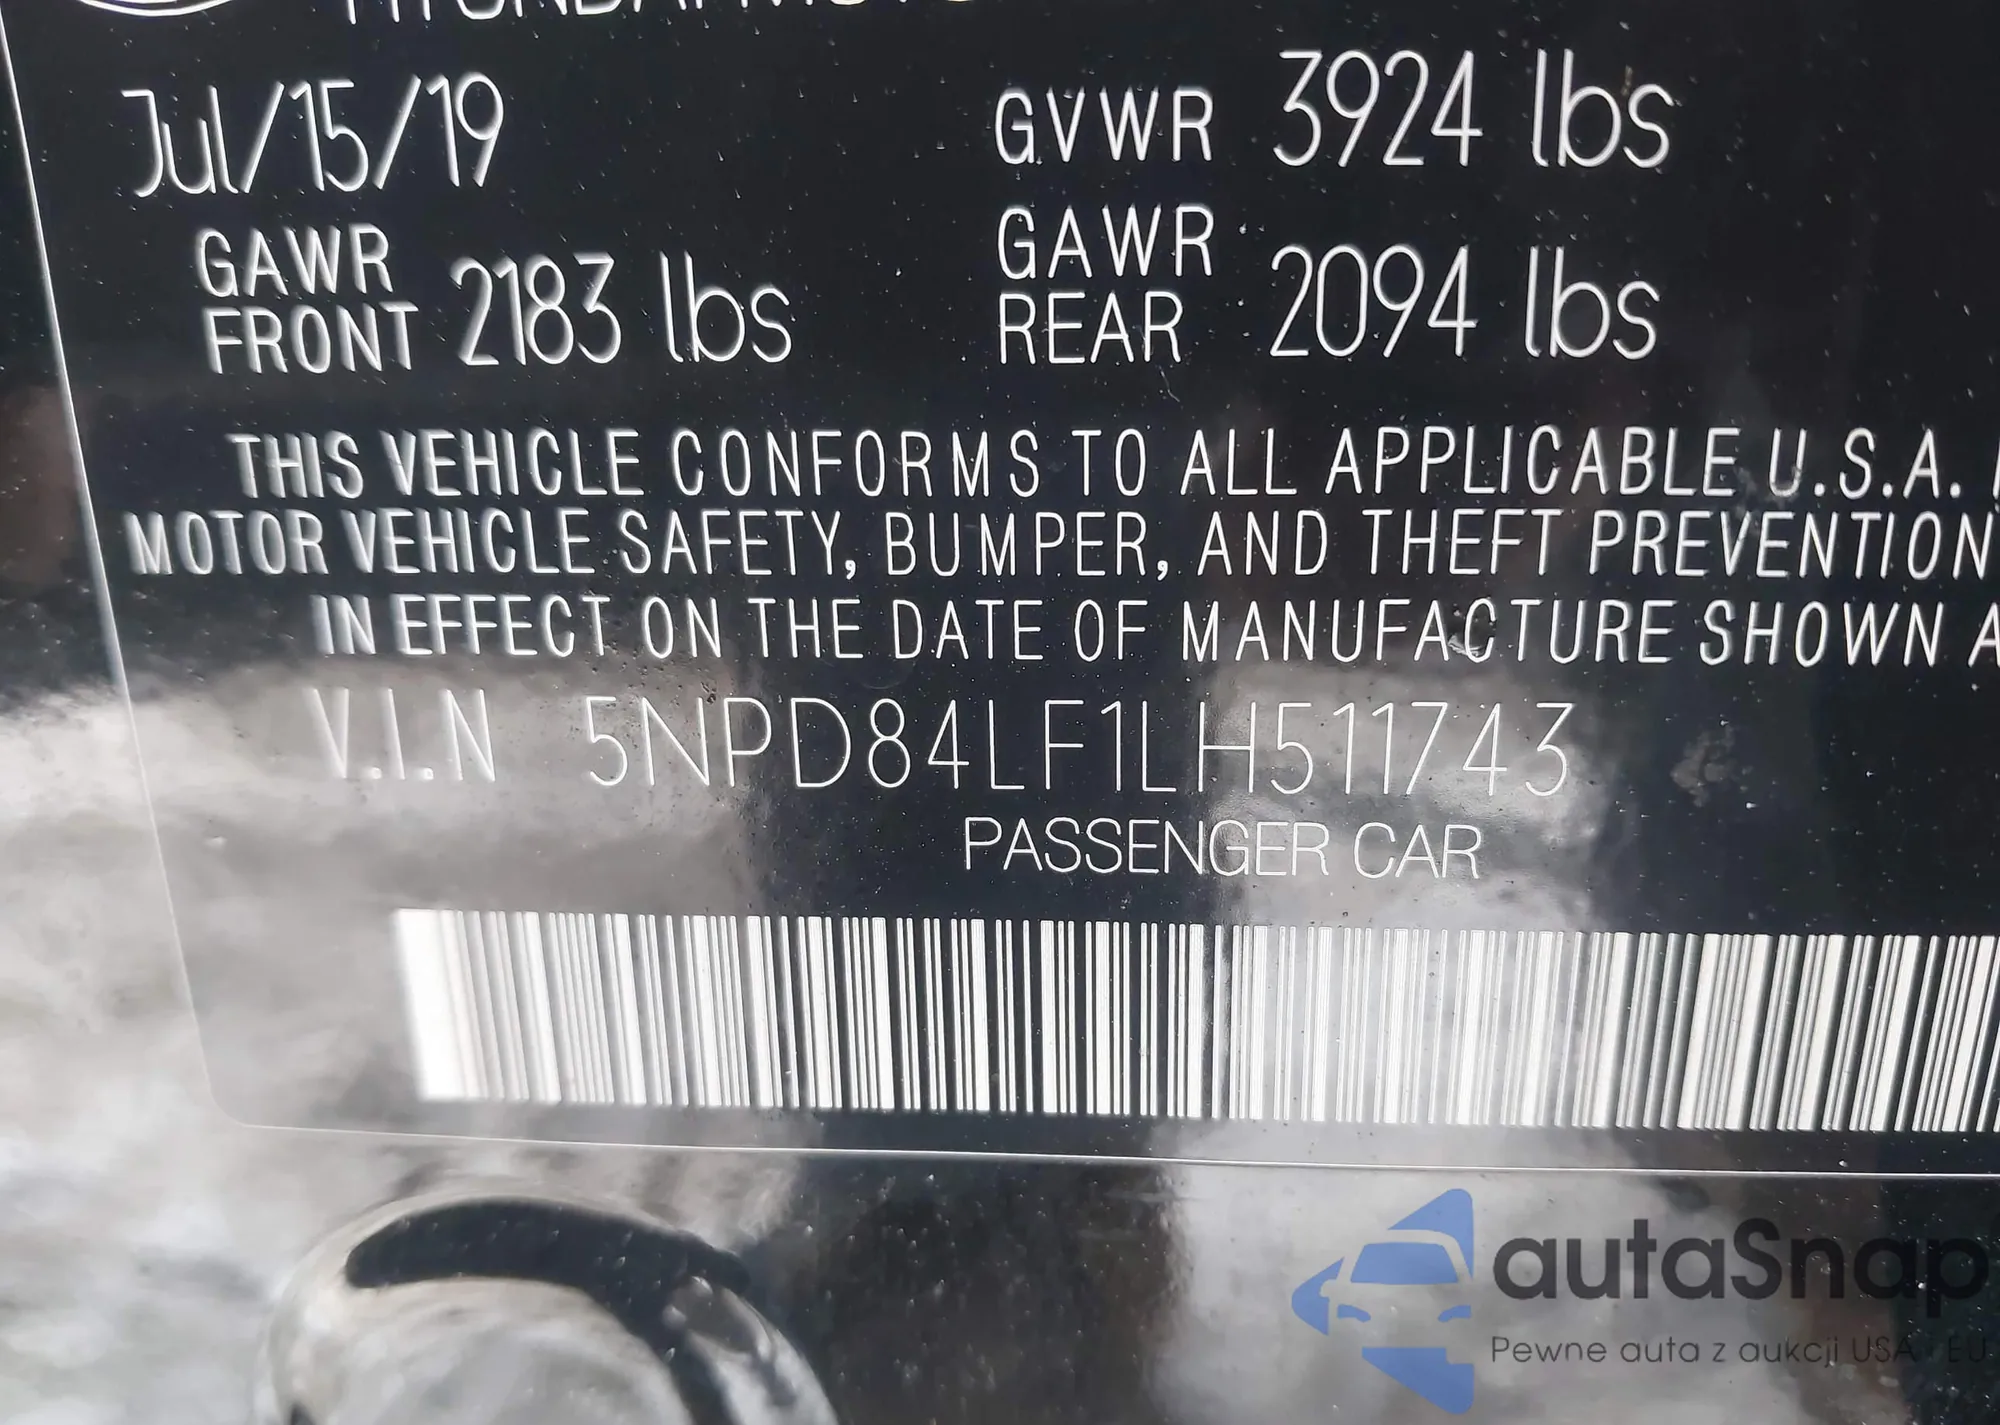 Jul/15/19
GVWR 3924 lbs
GAWR FRONT 2183 lbs
GAWR REAR 2094 lbs
THIS VEHICLE CONFORMS TO ALL APPLICABLE U.S.A.
MOTOR VEHICLE SAFETY, BUMPER, AND THEFT PREVENTION
IN EFFECT ON THE DATE OF MANUFACTURE SHOWN
V.I.N 5NPD84LF1LH511743
PASSENGER CAR
autaSnap
Pewne auta z aukcji USA - EU